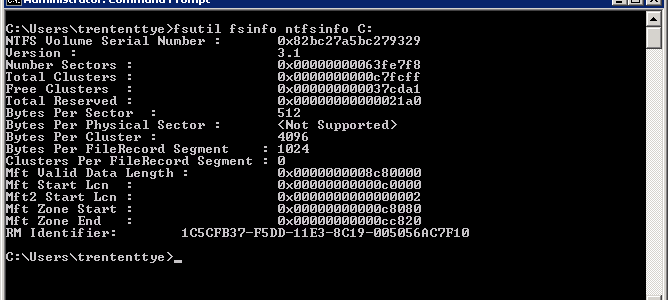 Administrator: Command Prompt
C:\Users\trententtye>fsutil fsinfo ntfsinfo C:
NTFS Volume Serial Number :       0x82bc27a5bc279329
Version :                         3.1
Number Sectors :                  0x00000000063fe7f8
Total Clusters :                  0x0000000000c7fcff
Free Clusters  :                  0x000000000037cda1
Total Reserved :                  0x00000000000021a0
Bytes Per Sector  :               512
Bytes Per Physical Sector :       <Not Supported>
Bytes Per Cluster :               4096
Bytes Per FileRecord Segment    : 1024
Clusters Per FileRecord Segment : 0
Mft Valid Data Length :           0x0000000008c80000
Mft Start Lcn  :                  0x00000000000c0000
Mft2 Start Lcn :                  0x0000000000000002
Mft Zone Start :                  0x00000000000c8080
Mft Zone End   :                  0x00000000000cc820
RM Identifier:        1C5CFB37-F5DD-11E3-8C19-005056AC7F10
C:\Users\trententtye>_